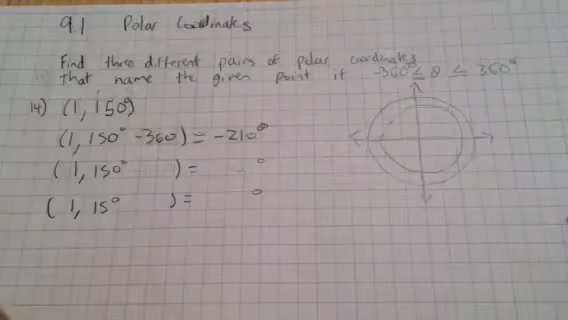 9.1 Polar Coordinates
Find three different pairs of polar coordinates
that name the given point if -360° ≤ θ ≤ 360°
14) (1, 150°)
(1, 150° -360) = -210°
(1, 150° ) = °
(1, 15° ) = °